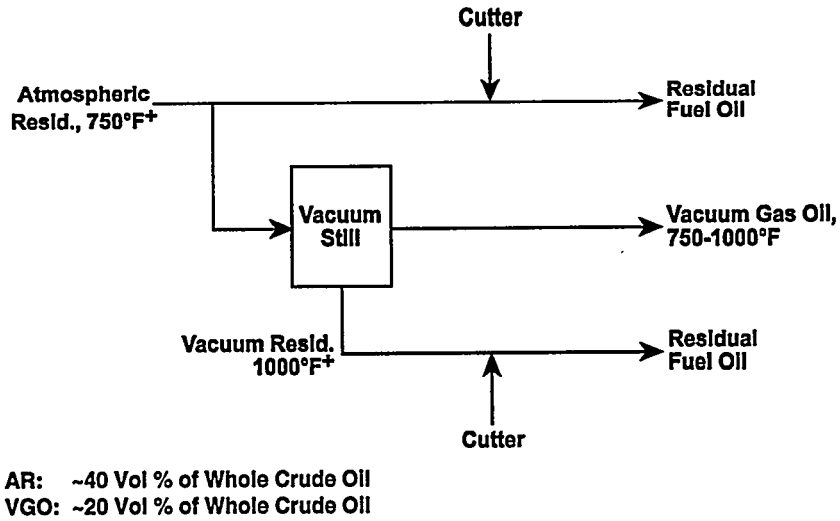 Cutter
Atmospheric
Resid., 750°F+
Residual
Fuel Oil
Vacuum
Still
Vacuum Gas Oil,
750-1000°F
Vacuum Resid.
1000°F+
Residual
Fuel Oil
Cutter
AR: ~40 Vol % of Whole Crude Oil
VGO: ~20 Vol % of Whole Crude Oil